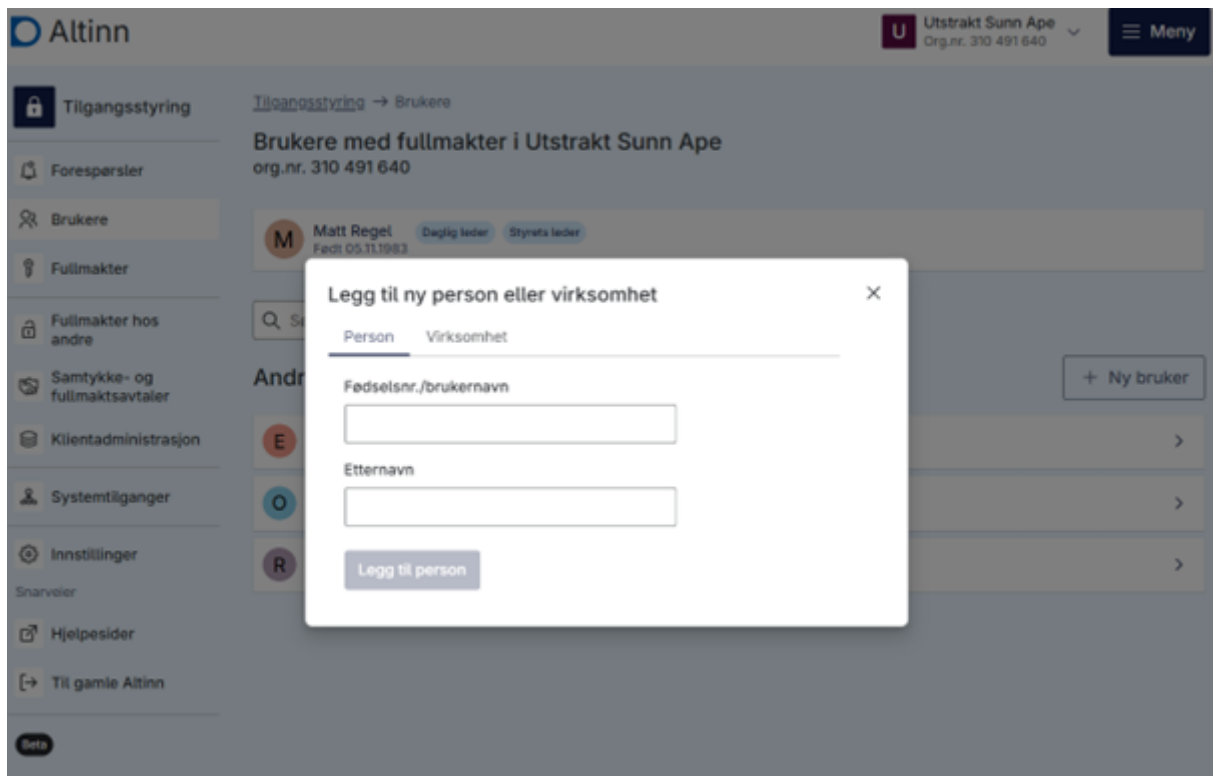 Altinn
U
Utstrakt Sunn Ape
Org.nr. 310 491 640
Meny
Tilgangsstyring
Forespørsler
Brukere
Fullmakter
Fullmakter hos
andre
Samtykke- og
fullmaktsavtaler
Klientadministrasjon
Systemtilganger
Innstillinger
Snarveier
Hjelpesider
Til gamle Altinn
Beta
Tilgangsstyring → Brukere
Brukere med fullmakter i Utstrakt Sunn Ape
org.nr. 310 491 640
M
Matt Regel
Daglig leder
Styrets leder
Født 05.11.1983
Andr
+ Ny bruker
E
O
R
Legg til ny person eller virksomhet
Person
Virksomhet
Fødselsnr./brukernavn
Etternavn
Legg til person